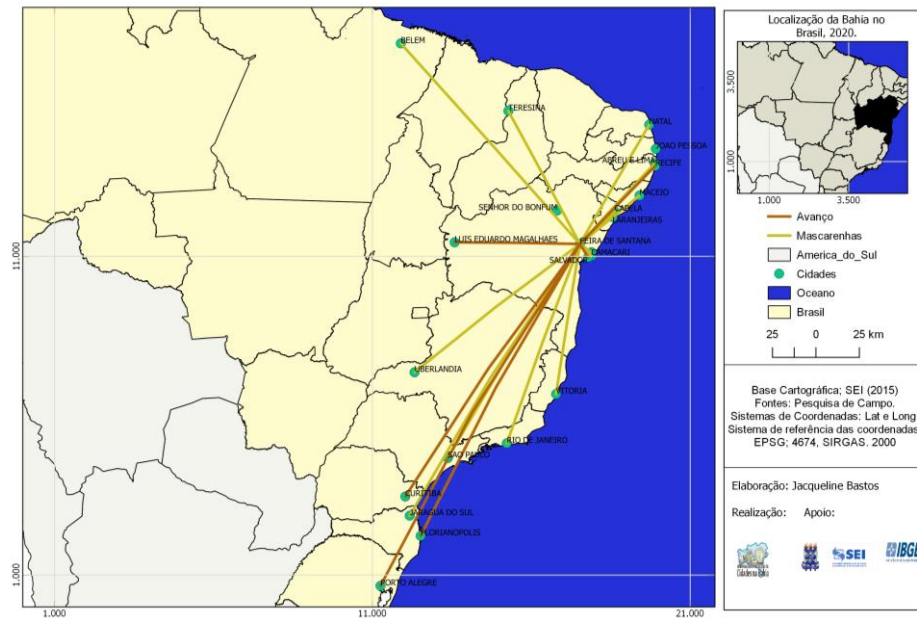 BELEM
TERESINA
NATAL
JOAO PESSOA
ABREU E LIMA
RECIFE
MACEIO
SENHOR DO BONFUM
CAPELA
LARANJEIRAS
LUIS EDUARDO MAGALHAES
FEIRA DE SANTANA
CAMACARI
SALVADOR
UBERLANDIA
VITORIA
RIO DE JANEIRO
SAO PAULO
CURITIBA
JARAGUA DO SUL
FLORIANOPOLIS
PORTO ALEGRE
11.000
1.000
1.000
11.000
21.000
Localização da Bahia no
Brasil, 2020.
3.500
1.000
1.000
3.500
Avanço
Mascarenhas
America_do_Sul
Cidades
Oceano
Brasil
25 0 25 km
Base Cartográfica; SEI (2015)
Fontes: Pesquisa de Campo.
Sistemas de Coordenadas: Lat e Long
Sistema de referência das coordenadas
EPSG; 4674, SIRGAS. 2000
Elaboração: Jacqueline Bastos
Realização: Apoio:
SEI
IBGE